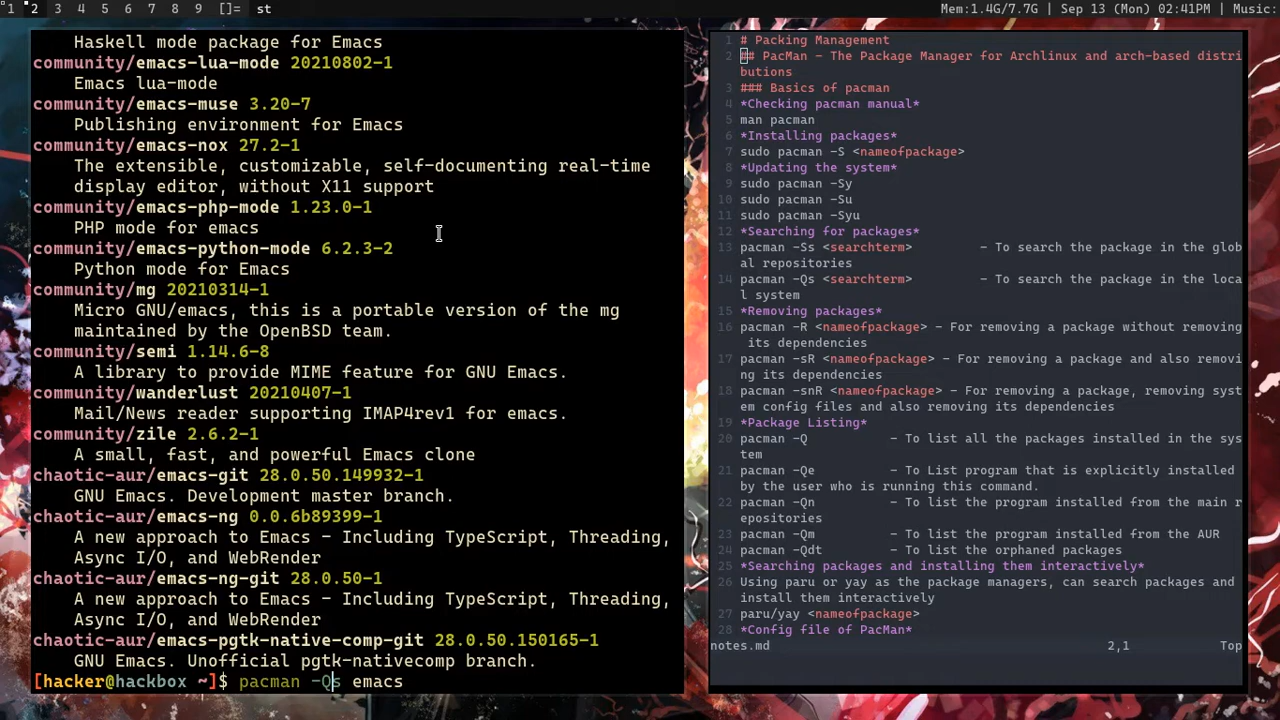 1 2 3 4 5 6 7 8 9 []= st Mem:1.4G/7.7G | Sep 13 (Mon) 02:41PM | Music:
Haskell mode package for Emacs
community/emacs-lua-mode 20210802-1
Emacs lua-mode
community/emacs-muse 3.20-7
Publishing environment for Emacs
community/emacs-nox 27.2-1
The extensible, customizable, self-documenting real-time
display editor, without X11 support
community/emacs-php-mode 1.23.0-1
PHP mode for emacs
community/emacs-python-mode 6.2.3-2
Python mode for Emacs
community/mg 20210314-1
Micro GNU/emacs, this is a portable version of the mg
maintained by the OpenBSD team.
community/semi 1.14.6-8
A library to provide MIME feature for GNU Emacs.
community/wanderlust 20210407-1
Mail/News reader supporting IMAP4rev1 for emacs.
community/zile 2.6.2-1
A small, fast, and powerful Emacs clone
chaotic-aur/emacs-git 28.0.50.149932-1
GNU Emacs. Development master branch.
chaotic-aur/emacs-ng 0.0.6b89399-1
A new approach to Emacs - Including TypeScript, Threading,
Async I/O, and WebRender
chaotic-aur/emacs-ng-git 28.0.50-1
A new approach to Emacs - Including TypeScript, Threading,
Async I/O, and WebRender
chaotic-aur/emacs-pgtk-native-comp-git 28.0.50.150165-1
GNU Emacs. Unofficial pgtk-nativecomp branch.
[hacker@hackbox ~]$ pacman -Qs emacs
1 # Packing Management
2 ## PacMan - The Package Manager for Archlinux and arch-based distri
butions
3 ### Basics of pacman
4 *Checking pacman manual*
5 man pacman
6 *Installing packages*
7 sudo pacman -S <nameofpackage>
8 *Updating the system*
9 sudo pacman -Sy
10 sudo pacman -Su
11 sudo pacman -Syu
12 *Searching for packages*
13 pacman -Ss <searchterm> - To search the package in the glob
al repositories
14 pacman -Qs <searchterm> - To search the package in the loca
l system
15 *Removing packages*
16 pacman -R <nameofpackage> - For removing a package without removing
its dependencies
17 pacman -sR <nameofpackage> - For removing a package and also removi
ng its dependencies
18 pacman -snR <nameofpackage> - For removing a package, removing syst
em config files and also removing its dependencies
19 *Package Listing*
20 pacman -Q - To list all the packages installed in the sys
tem
21 pacman -Qe - To List program that is explicitly installed
by the user who is running this command.
22 pacman -Qn - To list the program installed from the main r
epositories
23 pacman -Qm - To list the program installed from the AUR
24 pacman -Qdt - To list the orphaned packages
25 *Searching packages and installing them interactively*
26 Using paru or yay as the package managers, can search packages and
install them interactively
27 paru/yay <nameofpackage>
28 *Config file of PacMan*
notes.md 2,1 Top